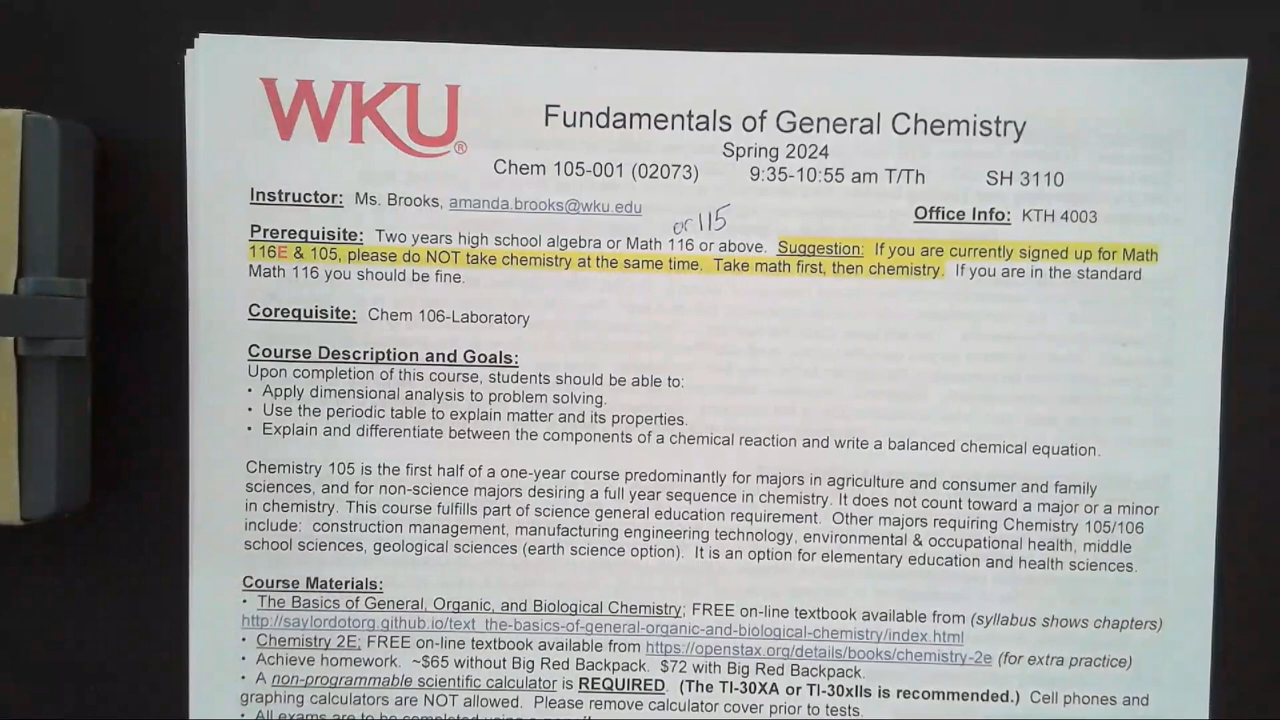 WKU®
Fundamentals of General Chemistry
Spring 2024
Chem 105-001 (02073) 9:35-10:55 am T/Th SH 3110
Instructor: Ms. Brooks, amanda.brooks@wku.edu
Office Info: KTH 4003
or 115
Prerequisite: Two years high school algebra or Math 116 or above. Suggestion: If you are currently signed up for Math
116E & 105, please do NOT take chemistry at the same time. Take math first, then chemistry. If you are in the standard
Math 116 you should be fine.
Corequisite: Chem 106-Laboratory
Course Description and Goals:
Upon completion of this course, students should be able to:
• Apply dimensional analysis to problem solving.
• Use the periodic table to explain matter and its properties.
• Explain and differentiate between the components of a chemical reaction and write a balanced chemical equation.
Chemistry 105 is the first half of a one-year course predominantly for majors in agriculture and consumer and family
sciences, and for non-science majors desiring a full year sequence in chemistry. It does not count toward a major or a minor
in chemistry. This course fulfills part of science general education requirement. Other majors requiring Chemistry 105/106
include: construction management, manufacturing engineering technology, environmental & occupational health, middle
school sciences, geological sciences (earth science option). It is an option for elementary education and health sciences.
Course Materials:
• The Basics of General, Organic, and Biological Chemistry; FREE on-line textbook available from (syllabus shows chapters)
http://saylordotorg.github.io/text_the-basics-of-general-organic-and-biological-chemistry/index.html
• Chemistry 2E; FREE on-line textbook available from https://openstax.org/details/books/chemistry-2e (for extra practice)
• Achieve homework. ~$65 without Big Red Backpack. $72 with Big Red Backpack.
• A non-programmable scientific calculator is REQUIRED. (The TI-30XA or TI-30xIIs is recommended.) Cell phones and
graphing calculators are NOT allowed. Please remove calculator cover prior to tests.
• All exams are to be completed using a